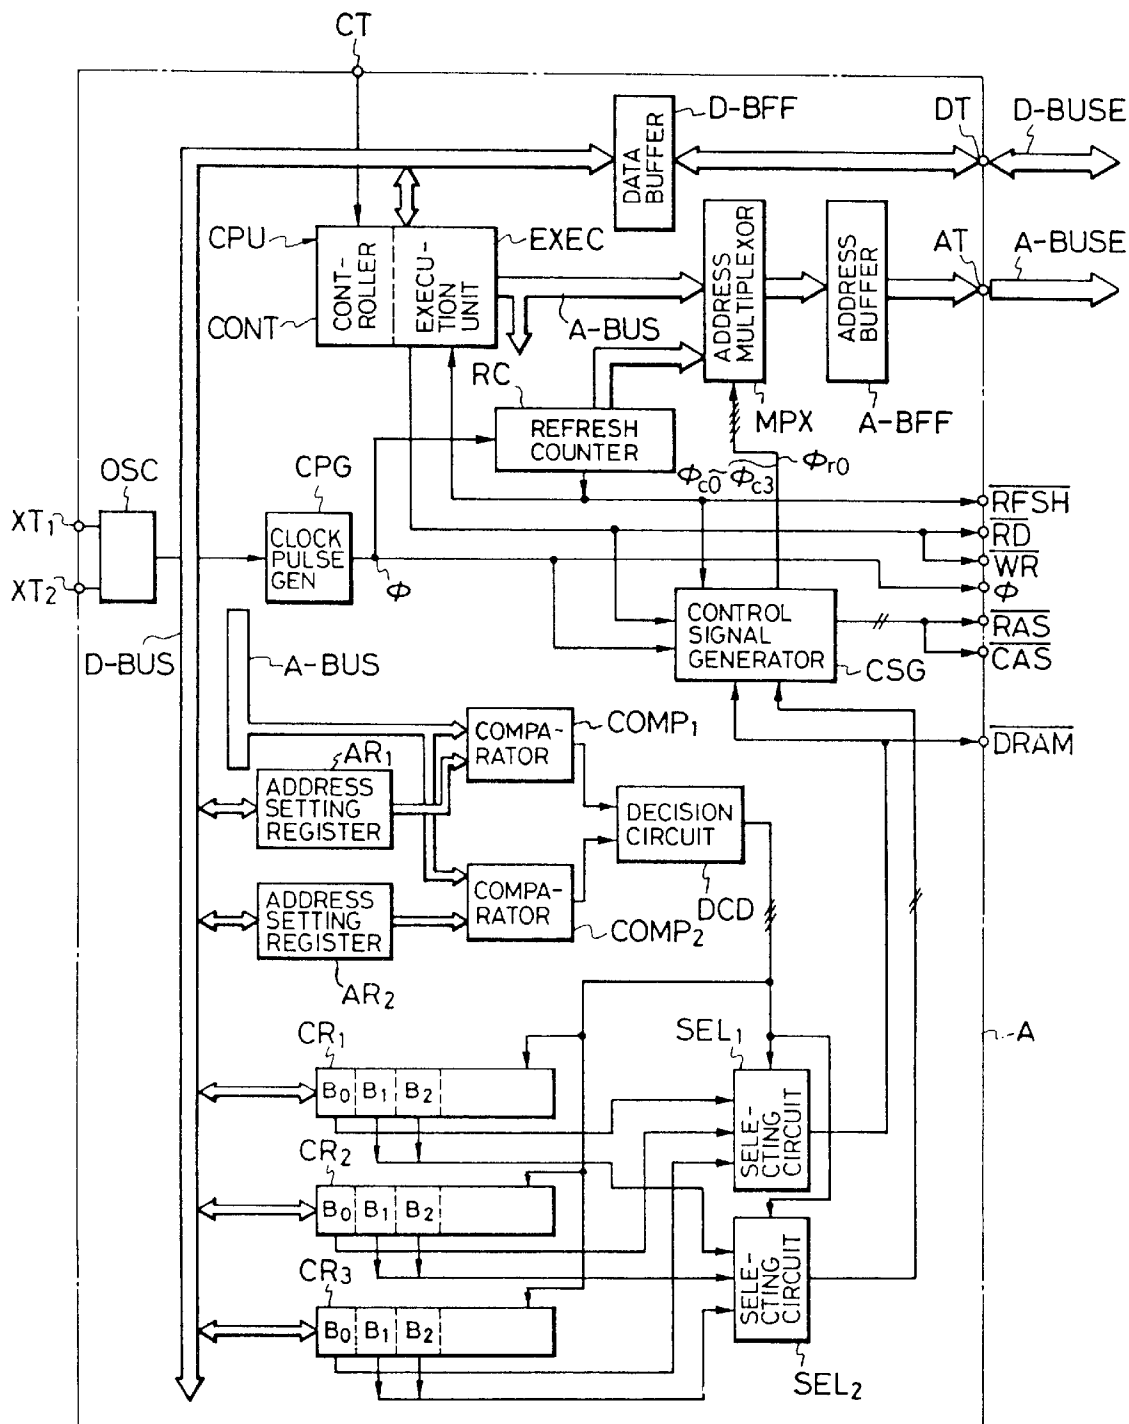 CT
D-BFF
DT
D-BUSE
DATA
BUFFER
CPU
EXEC
CONT-
ROLLER
EXECU-
TION
UNIT
CONT
A-BUS
ADDRESS
MULTIPLEXOR
ADDRESS
BUFFER
AT
A-BUSE
RC
MPX
A-BFF
REFRESH
COUNTER
ϕc0~ϕc3
ϕr0
OSC
CPG
XT1
XT2
CLOCK
PULSE
GEN
ϕ
RFSH
RD
WR
ϕ
RAS
CAS
CONTROL
SIGNAL
GENERATOR
CSG
D-BUS
A-BUS
DRAM
COMPA-
RATOR
COMP1
AR1
ADDRESS
SETTING
REGISTER
DECISION
CIRCUIT
DCD
COMPA-
RATOR
COMP2
ADDRESS
SETTING
REGISTER
AR2
A
CR1
B0 B1 B2
SEL1
SELE-
CTING
CIRCUIT
CR2
B0 B1 B2
SELE-
CTING
CIRCUIT
CR3
B0 B1 B2
SEL2